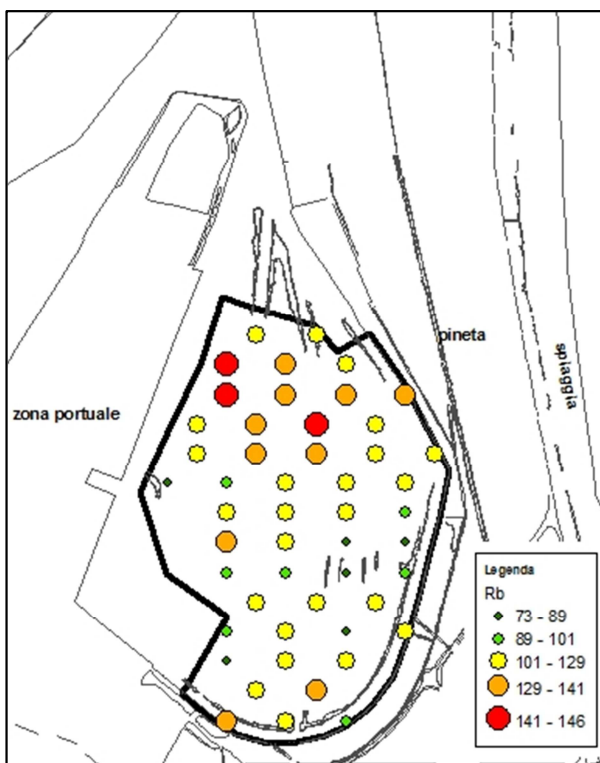 pineta
spiaggia
zona portuale
Legenda
Rb
73 - 89
89 - 101
101 - 129
129 - 141
141 - 146